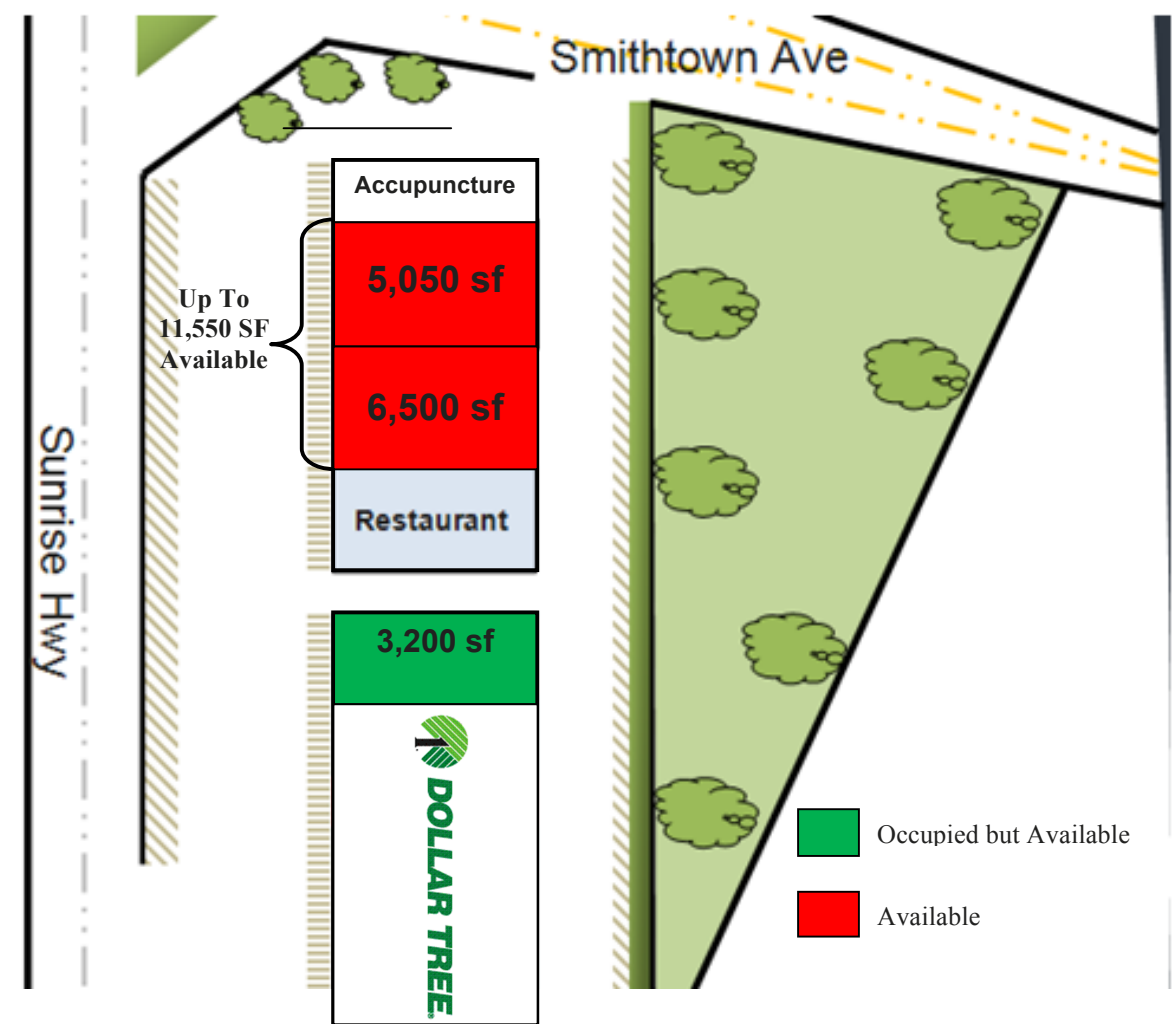 Smithtown Ave
Accupuncture
5,050 sf
Up To
11,550 SF
Available
6,500 sf
Sunrise Hwy
Restaurant
3,200 sf
DOLLAR TREE
Occupied but Available
Available